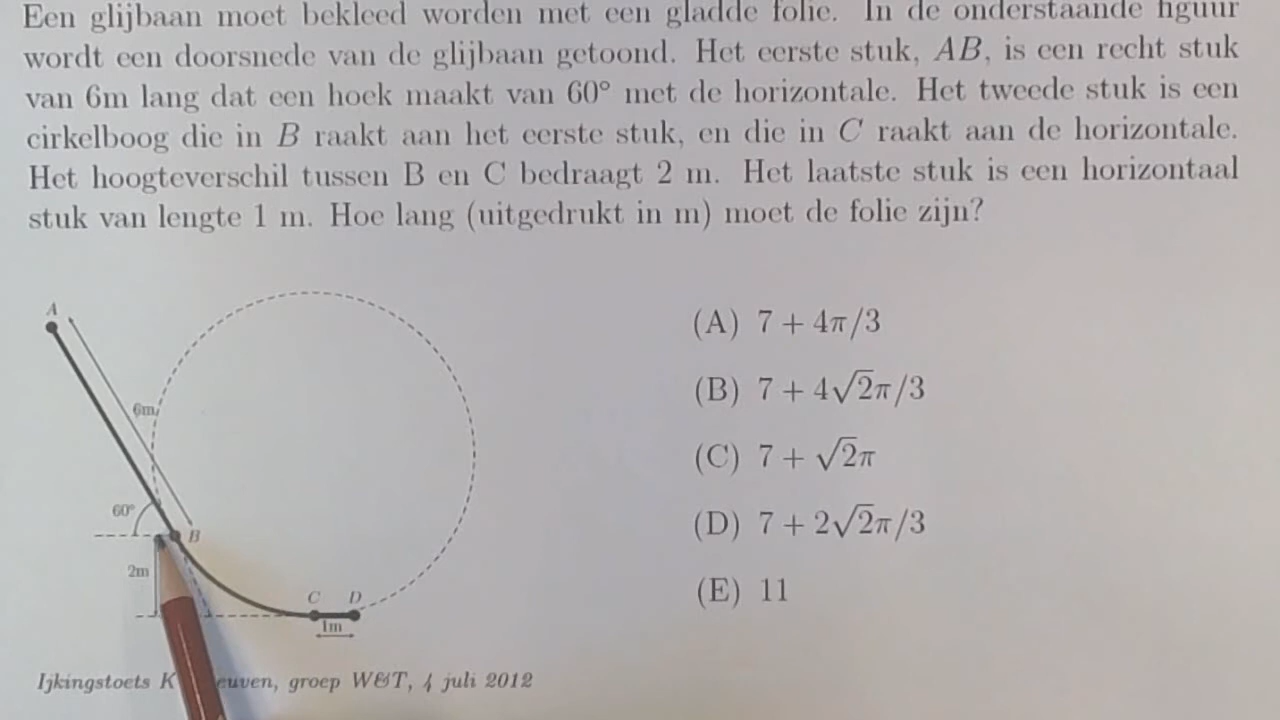 Een glijbaan moet bekleed worden met een gladde folie. In de onderstaande figuur
wordt een doorsnede van de glijbaan getoond. Het eerste stuk, AB, is een recht stuk
van 6m lang dat een hoek maakt van 60° met de horizontale. Het tweede stuk is een
cirkelboog die in B raakt aan het eerste stuk, en die in C raakt aan de horizontale.
Het hoogteverschil tussen B en C bedraagt 2 m. Het laatste stuk is een horizontaal
stuk van lengte 1 m. Hoe lang (uitgedrukt in m) moet de folie zijn?
A
6m
60°
B
2m
C D
1m
(A) 7 + 4π/3
(B) 7 + 4√2π/3
(C) 7 + √2π
(D) 7 + 2√2π/3
(E) 11
Ijkingstoets K euven, groep W&T, 4 juli 2012